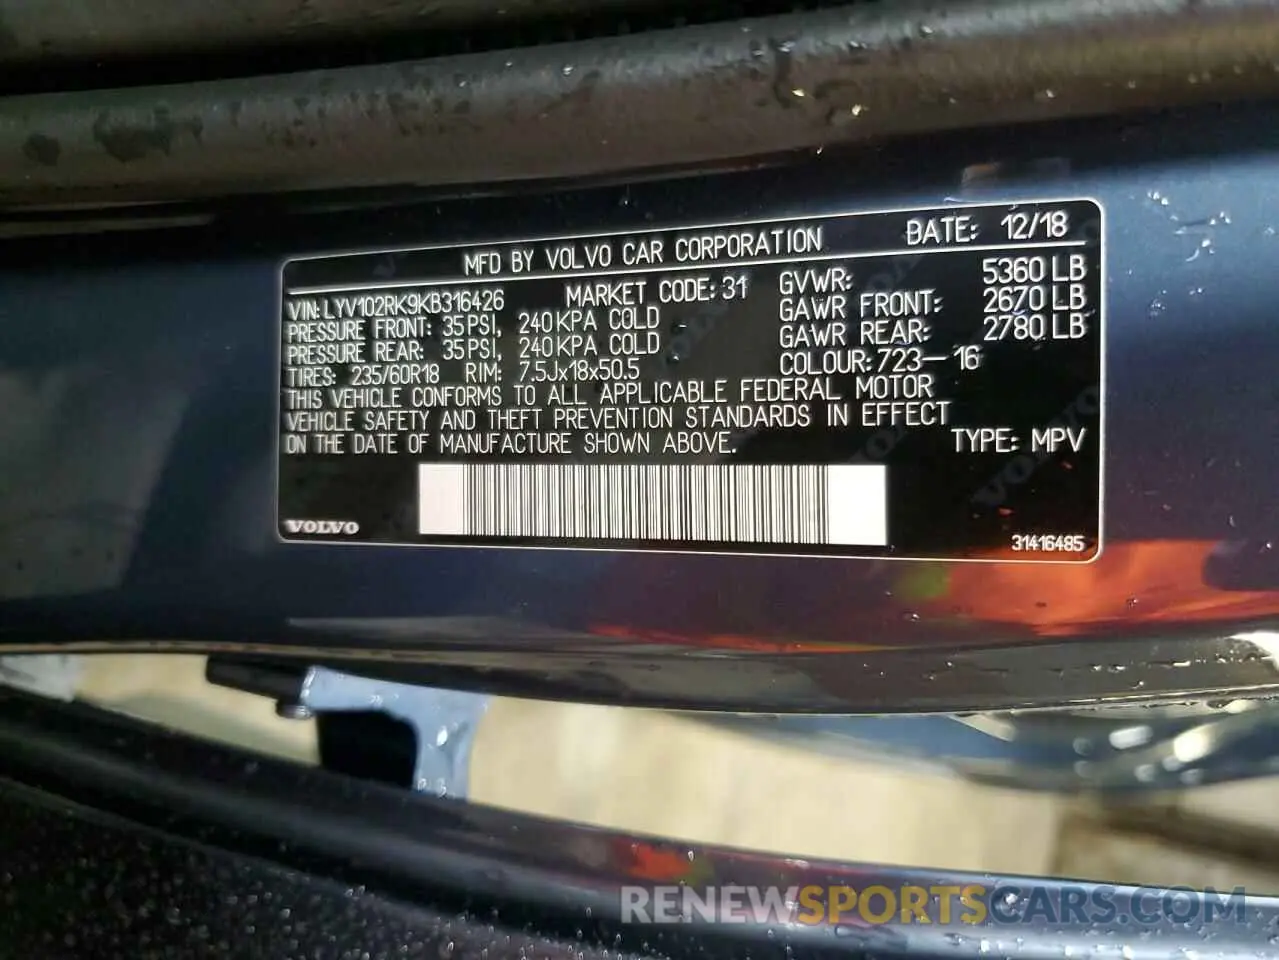 MFD BY VOLVO CAR CORPORATION DATE: 12/18
VIN: LYV102RK9KB316426 MARKET CODE: 31 GVWR: 5360 LB
PRESSURE FRONT: 35 PSI, 240 KPA COLD GAWR FRONT: 2670 LB
PRESSURE REAR: 35 PSI, 240 KPA COLD GAWR REAR: 2780 LB
TIRES: 235/60R18 RIM: 7.5Jx18x50.5 COLOUR: 723-16
THIS VEHICLE CONFORMS TO ALL APPLICABLE FEDERAL MOTOR
VEHICLE SAFETY AND THEFT PREVENTION STANDARDS IN EFFECT
ON THE DATE OF MANUFACTURE SHOWN ABOVE. TYPE: MPV
VOLVO
31416485
RENEWSPORTSCARS.COM